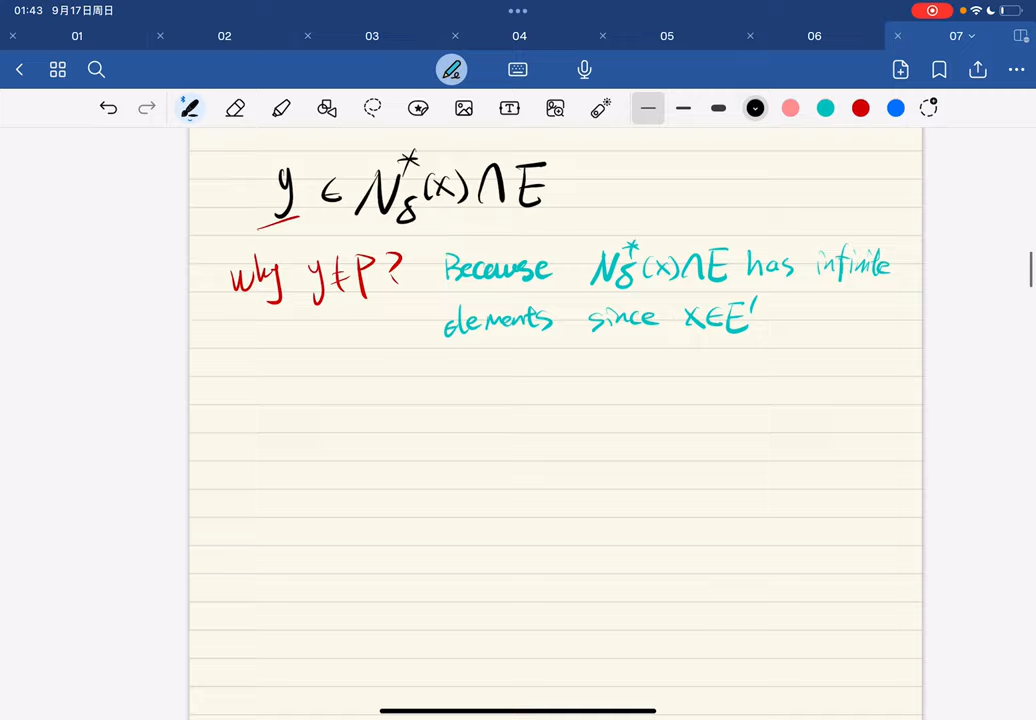 01:43 9月17日周日
01 02 03 04 05 06 07
y ∈ N*δ(x) ∩ E
why y ≠ P? Because N*δ(x) ∩ E has infinite
elements since x ∈ E'